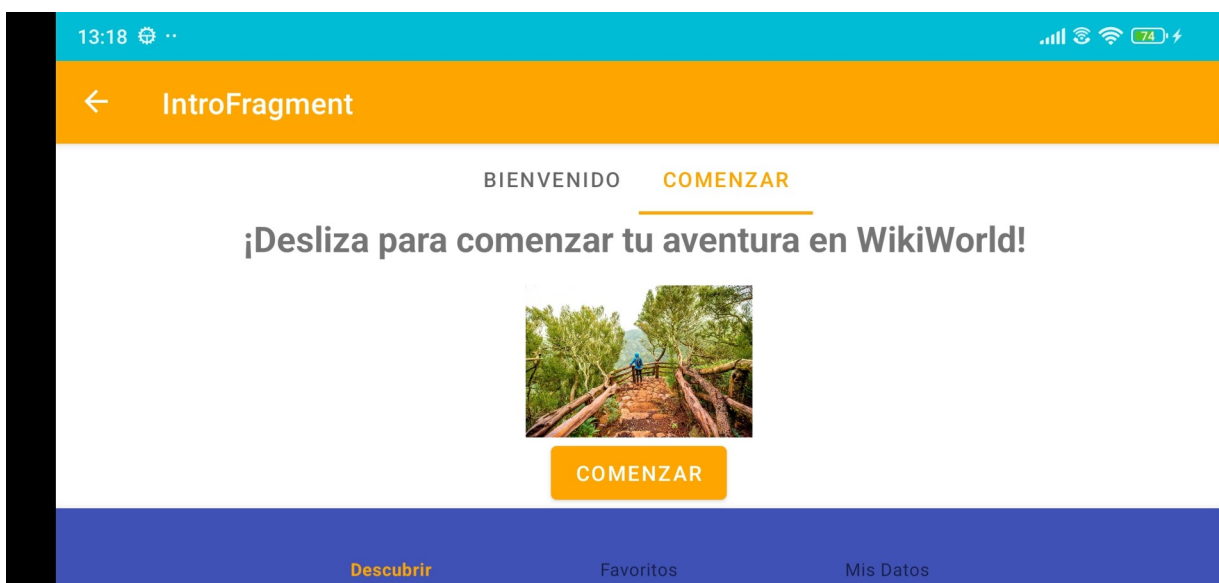 13:18
74
IntroFragment
BIENVENIDO COMENZAR
¡Desliza para comenzar tu aventura en WikiWorld!
COMENZAR
Descubrir Favoritos Mis Datos